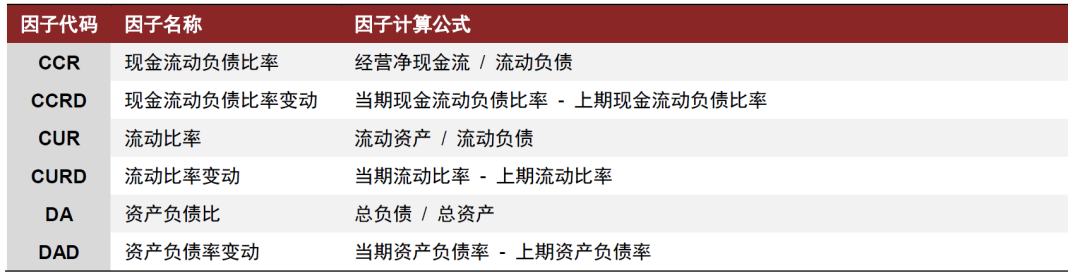 因子代码 因子名称 因子计算公式
CCR 现金流动负债比率 经营净现金流 / 流动负债
CCRD 现金流动负债比率变动 当期现金流动负债比率 - 上期现金流动负债比率
CUR 流动比率 流动资产 / 流动负债
CURD 流动比率变动 当期流动比率 - 上期流动比率
DA 资产负债比 总负债 / 总资产
DAD 资产负债率变动 当期资产负债率 - 上期资产负债率